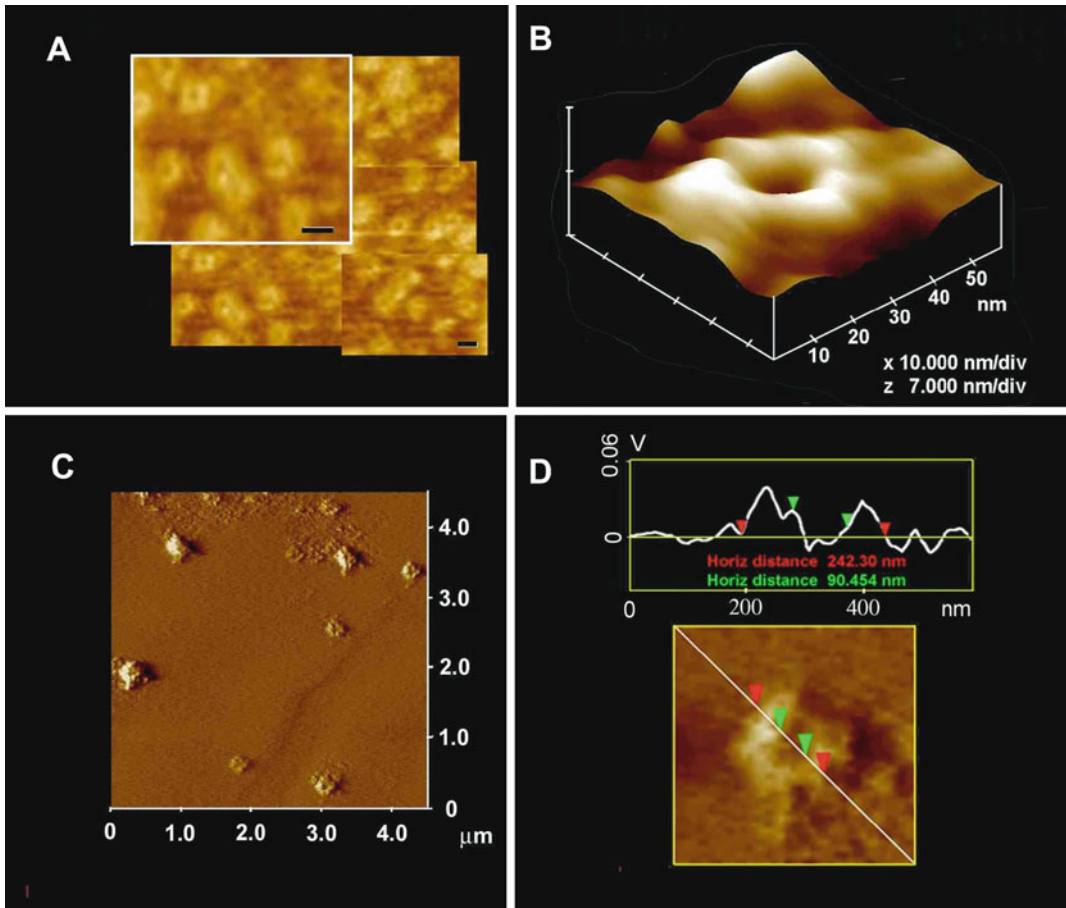 A
B
10
20
30
40
50
nm
x 10.000 nm/div
z 7.000 nm/div
C
4.0
3.0
2.0
1.0
0
0
1.0
2.0
3.0
4.0
μm
D
0.06
V
0
Horiz distance 242.30 nm
Horiz distance 90.454 nm
0
200
400
nm